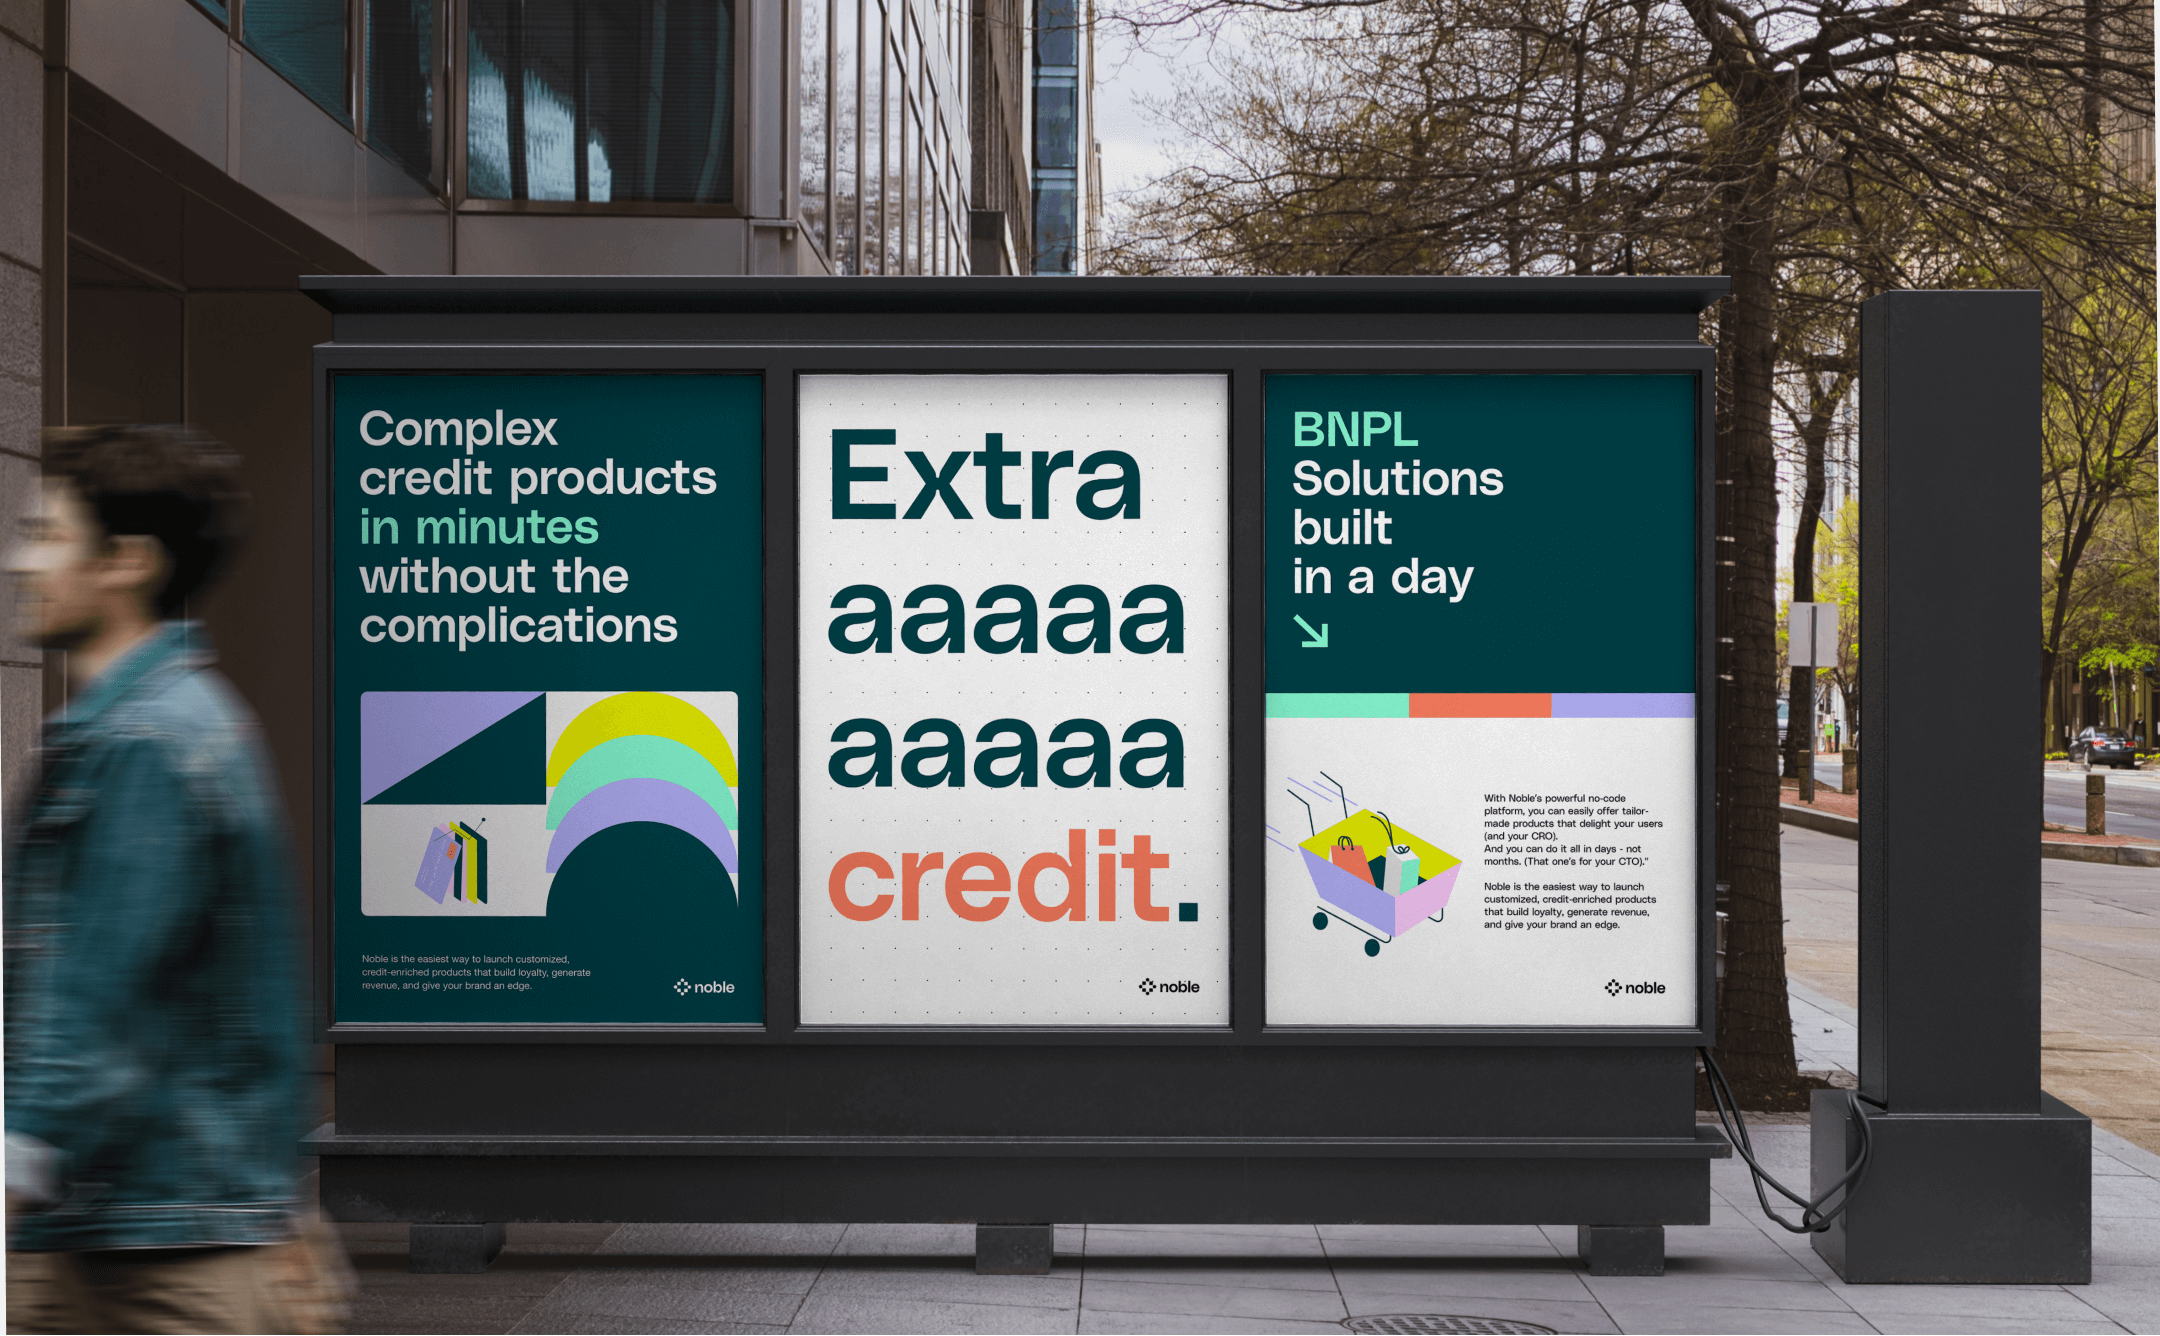 Complex
credit products
in minutes
without the
complications
Noble is the easiest way to launch customized,
credit-enriched products that build loyalty, generate
revenue, and give your brand an edge.
noble
Extra
aaaaa
aaaaa
credit.
noble
BNPL
Solutions
built
in a day
With Noble's powerful no-code
platform, you can easily offer tailor-
made products that delight your users
(and your CRO).
And you can do it all in days - not
months. (That one's for your CTO)."
Noble is the easiest way to launch
customized, credit-enriched products
that build loyalty, generate revenue,
and give your brand an edge.
noble